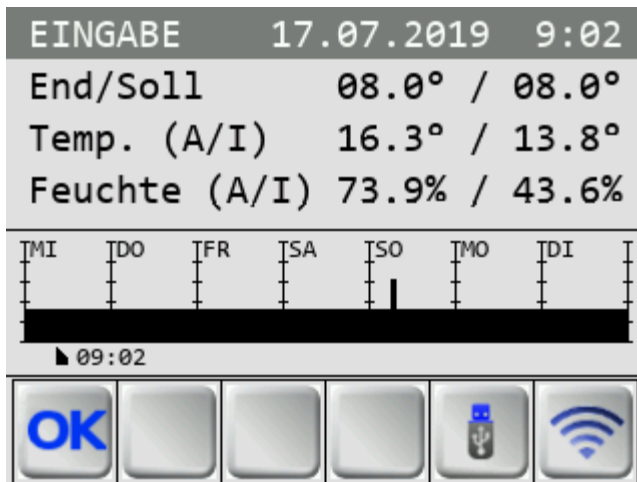 EINGABE 17.07.2019 9:02
End/Soll 08.0° / 08.0°
Temp. (A/I) 16.3° / 13.8°
Feuchte (A/I) 73.9% / 43.6%
MI DO FR SA SO MO DI
09:02
OK